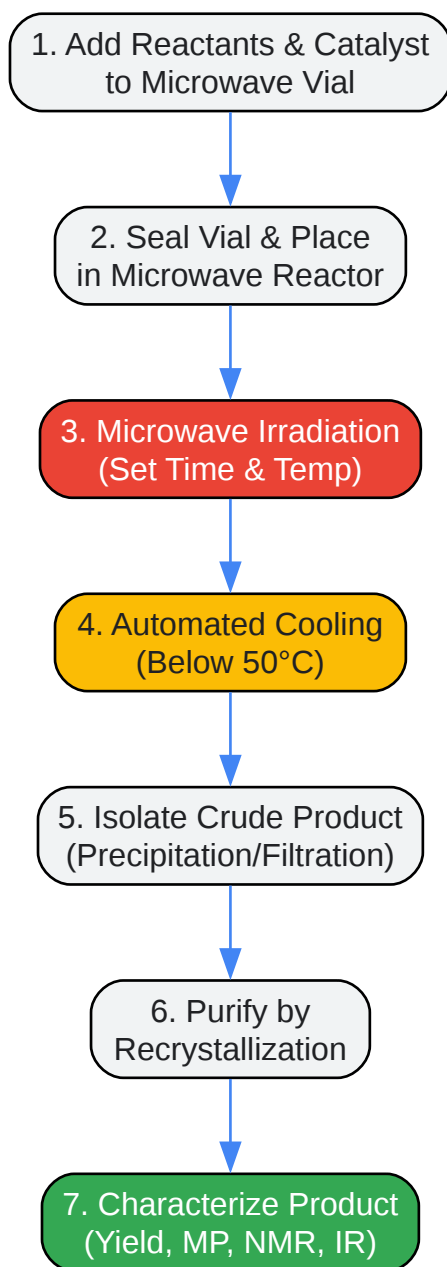 1. Add Reactants & Catalyst
to Microwave Vial
2. Seal Vial & Place
in Microwave Reactor
3. Microwave Irradiation
(Set Time & Temp)
4. Automated Cooling
(Below 50°C)
5. Isolate Crude Product
(Precipitation/Filtration)
6. Purify by
Recrystallization
7. Characterize Product
(Yield, MP, NMR, IR)